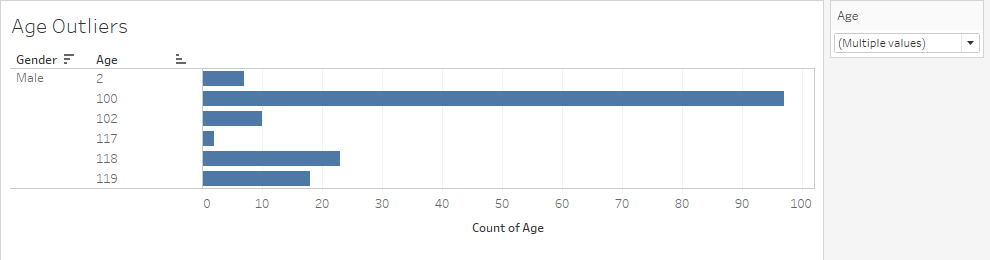 Age Outliers
Age
(Multiple values)
Gender Age
Male 2
100
102
117
118
119
0 10 20 30 40 50 60 70 80 90 100
Count of Age